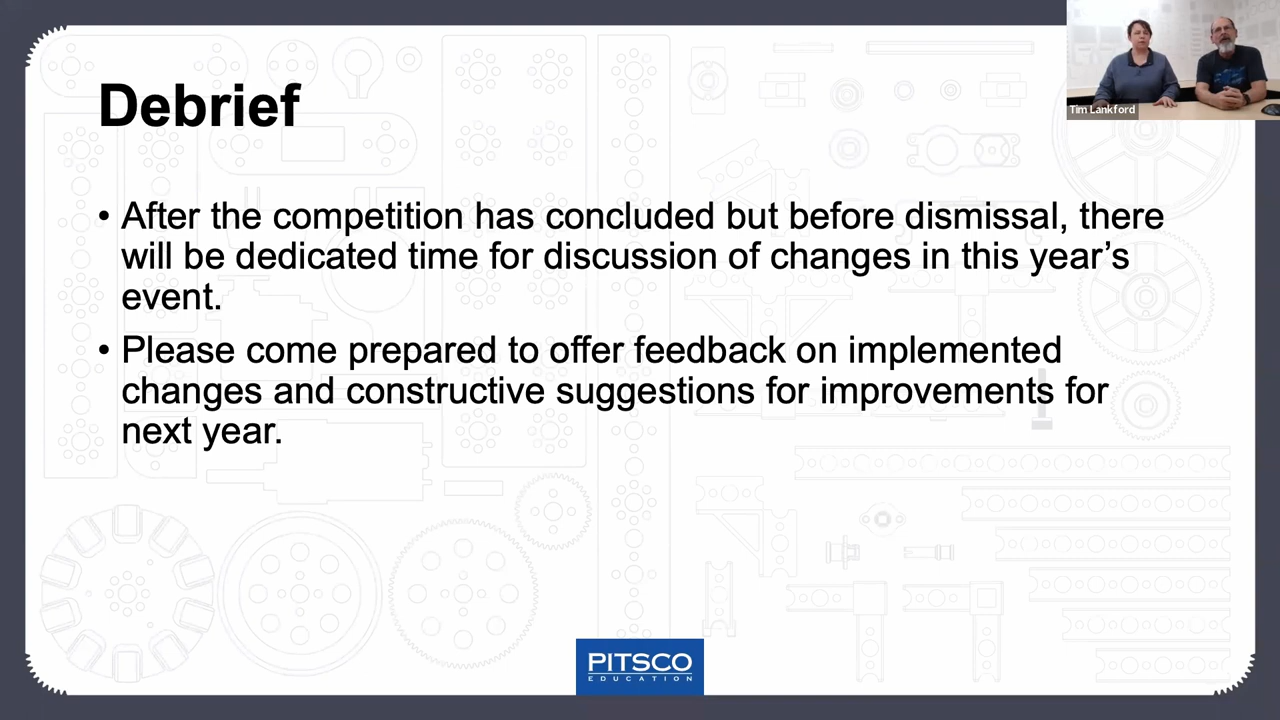 Debrief
Tim Lankford
• After the competition has concluded but before dismissal, there
will be dedicated time for discussion of changes in this year’s
event.
• Please come prepared to offer feedback on implemented
changes and constructive suggestions for improvements for
next year.
PITSCO
EDUCATION